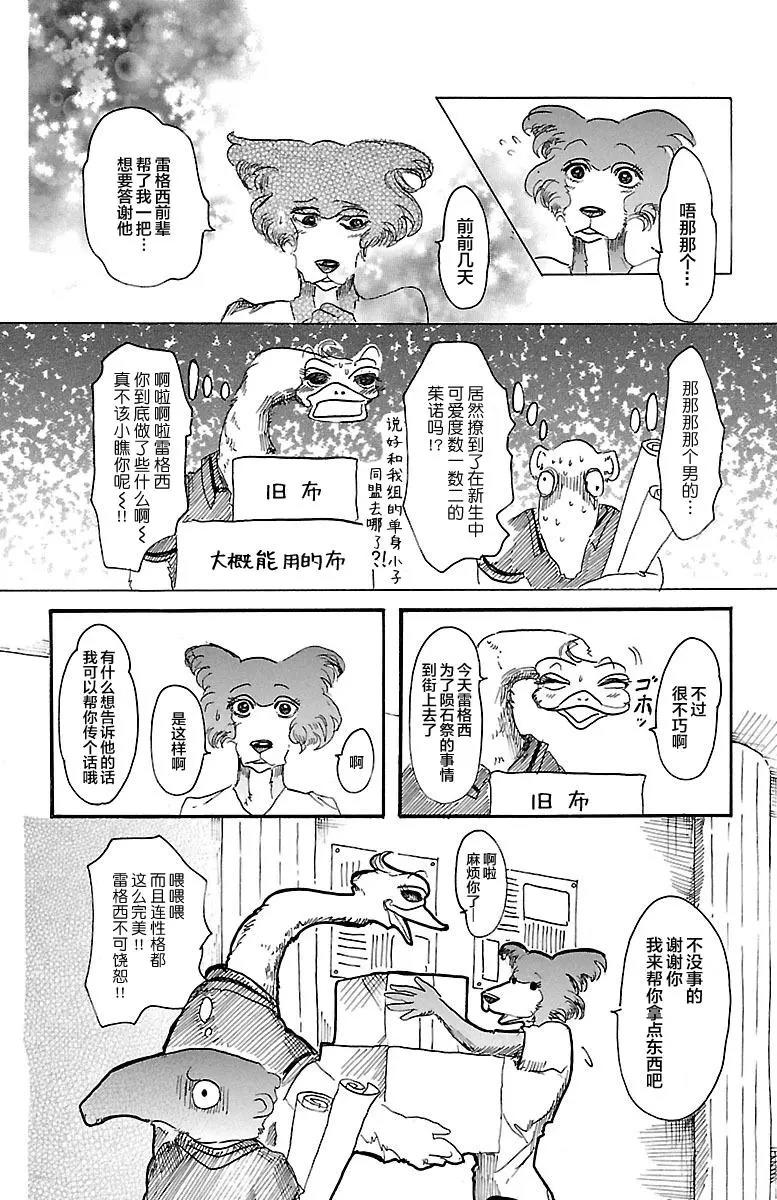 唔那那个…
前前几天
雷格西前辈
帮了我一把…
想要答谢他
那那那那个男的…
居然撩到了在新生中
可爱度数一数二的
茱诺吗!?
说好和我组的单身小子
同盟去哪了?!
啊啦啊啦雷格西
你到底做了些什么啊~
真不该小瞧你呢~!!
旧布
大概能用的布
不过
很不巧啊
ゴホッ
今天雷格西
为了陨石祭的事情
到街上去了
旧布
啊
是这样啊
有什么想告诉他的话
我可以帮你传个话哦
不没事的
谢谢你
我来帮你拿点东西吧
啊啦
麻烦你了—
喂喂喂
而且连性格都
这么完美!!
雷格西不可饶恕!!